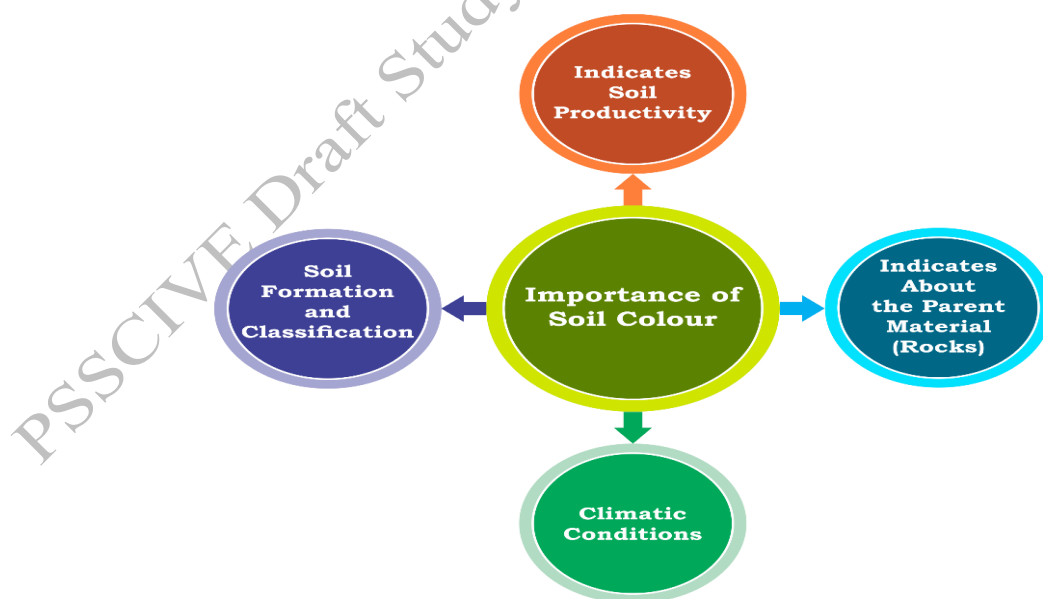 PSSCIVE Draft Study
Indicates
Soil
Productivity
Soil
Formation
and
Classification
Importance of
Soil Colour
Indicates
About
the Parent
Material
(Rocks)
Climatic
Conditions